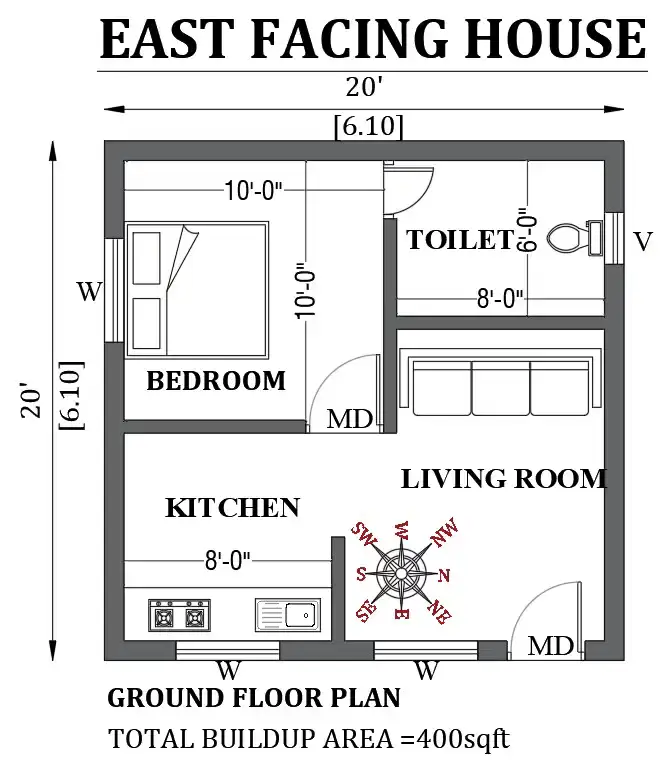 EAST FACING HOUSE
20'
[6.10]
10'-0"
TOILET
6'-0"
V
W
10'-0"
8'-0"
20'
[6.10]
BEDROOM
MD
LIVING ROOM
KITCHEN
SW
W
NW
8'-0"
S
N
SE
E
NE
MD
W
W
GROUND FLOOR PLAN
TOTAL BUILDUP AREA =400sqft